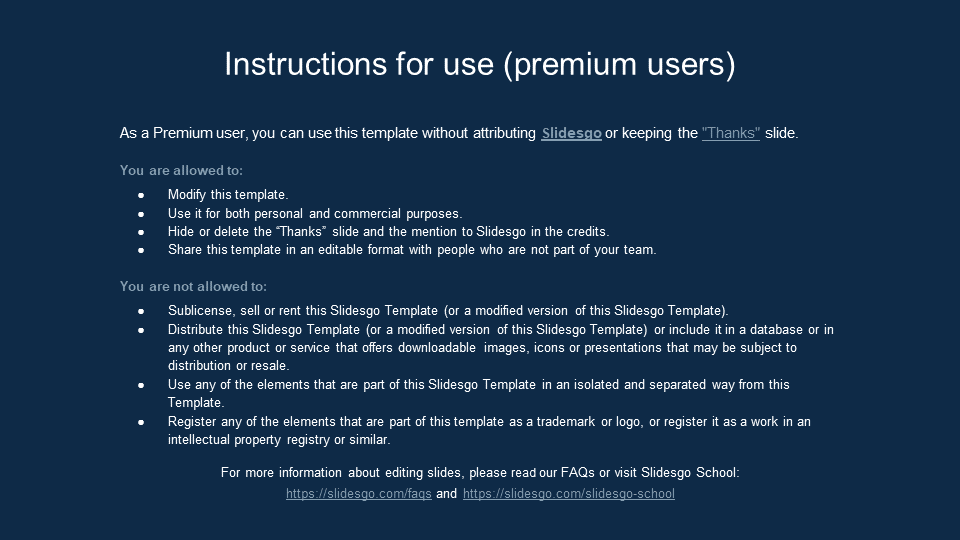 Instructions for use (premium users)
As a Premium user, you can use this template without attributing Slidesgo or keeping the "Thanks" slide.
You are allowed to:
● Modify this template.
● Use it for both personal and commercial purposes.
● Hide or delete the “Thanks” slide and the mention to Slidesgo in the credits.
● Share this template in an editable format with people who are not part of your team.
You are not allowed to:
● Sublicense, sell or rent this Slidesgo Template (or a modified version of this Slidesgo Template).
● Distribute this Slidesgo Template (or a modified version of this Slidesgo Template) or include it in a database or in
any other product or service that offers downloadable images, icons or presentations that may be subject to
distribution or resale.
● Use any of the elements that are part of this Slidesgo Template in an isolated and separated way from this
Template.
● Register any of the elements that are part of this template as a trademark or logo, or register it as a work in an
intellectual property registry or similar.
For more information about editing slides, please read our FAQs or visit Slidesgo School:
https://slidesgo.com/faqs and https://slidesgo.com/slidesgo-school